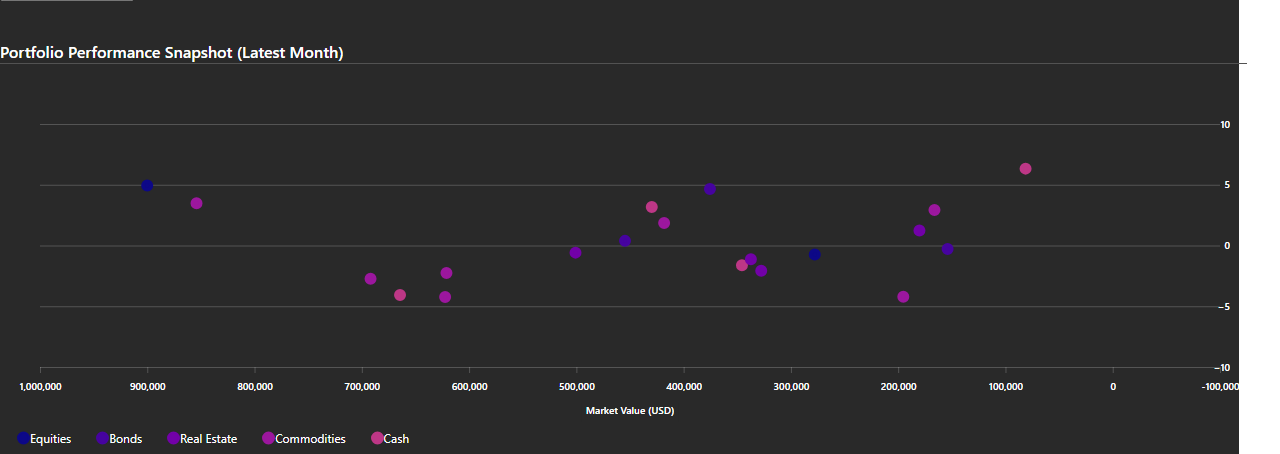 Portfolio Performance Snapshot (Latest Month)
10
5
0
−5
−10
1,000,000 900,000 800,000 700,000 600,000 500,000 400,000 300,000 200,000 100,000 0 -100,000
Market Value (USD)
Equities Bonds Real Estate Commodities Cash